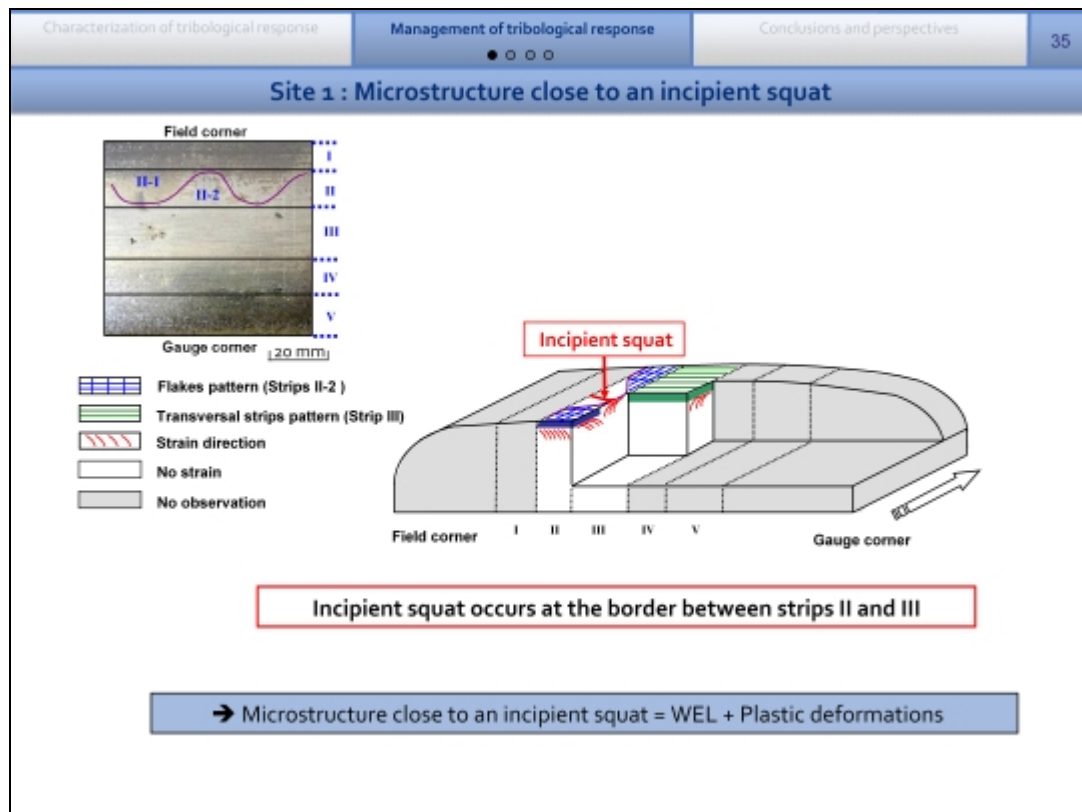 Characterization of tribological response
Management of tribological response
Conclusions and perspectives
35
Site 1 : Microstructure close to an incipient squat
Field corner
I
II-1
II-2
II
III
IV
V
Gauge corner
20 mm
Flakes pattern (Strips II-2 )
Transversal strips pattern (Strip III)
Strain direction
No strain
No observation
Incipient squat
Field corner
I II III IV V
Gauge corner
Incipient squat occurs at the border between strips II and III
➔ Microstructure close to an incipient squat = WEL + Plastic deformations